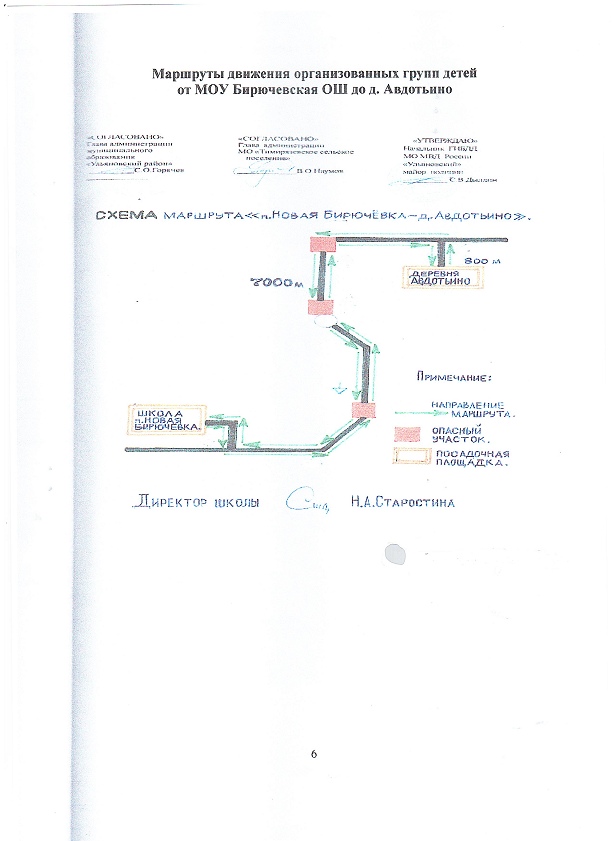 Маршруты движения организованных групп детей
от МОУ Бирючевская ОШ до д. Авдотьино
«СОГЛАСОВАНО»
Глава администрации
муниципального
образования
«Ульяновский район»
С.О.Горячев
«СОГЛАСОВАНО»
Глава администрации
МО «Тимирязевское сельское
поселение»
В.О.Наумов
«УТВЕРЖДАЮ»
Начальник ГИБДД
МО МВД России
«Ульяновский»
майор полиции
С.В.
СХЕМА МАРШРУТА «п.НОВАЯ БИРЮЧЁВКА-д.АВДОТЬИНО».
800 м
ДЕРЕВНЯ
АВДОТЬИНО
7000 м
ПРИМЕЧАНИЕ:
НАПРАВЛЕНИЕ
МАРШРУТА.
ШКОЛА
п.НОВАЯ
БИРЮЧЁВКА.
ОПАСНЫЙ
УЧАСТОК.
ПОСАДОЧНАЯ
ПЛОЩАДКА.
ДИРЕКТОР ШКОЛЫ Н.А.СТАРОСТИНА
6